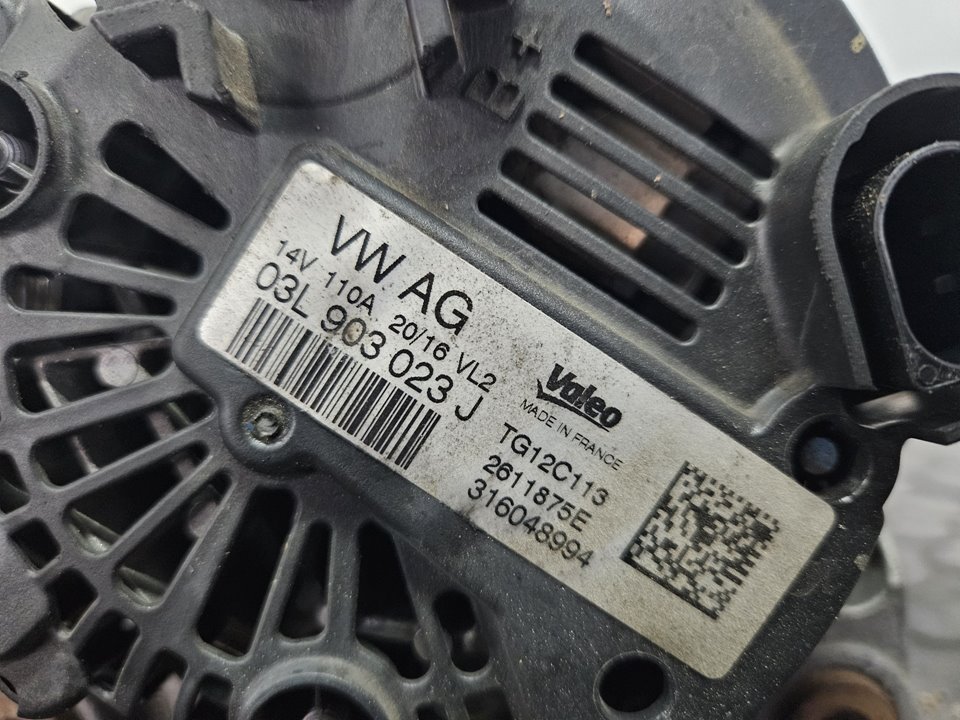 B+
VW AG
14V 110A 20/16 VL2
03L 903 023 J
Valeo
MADE IN FRANCE
TG12C113
2611875E
316048994